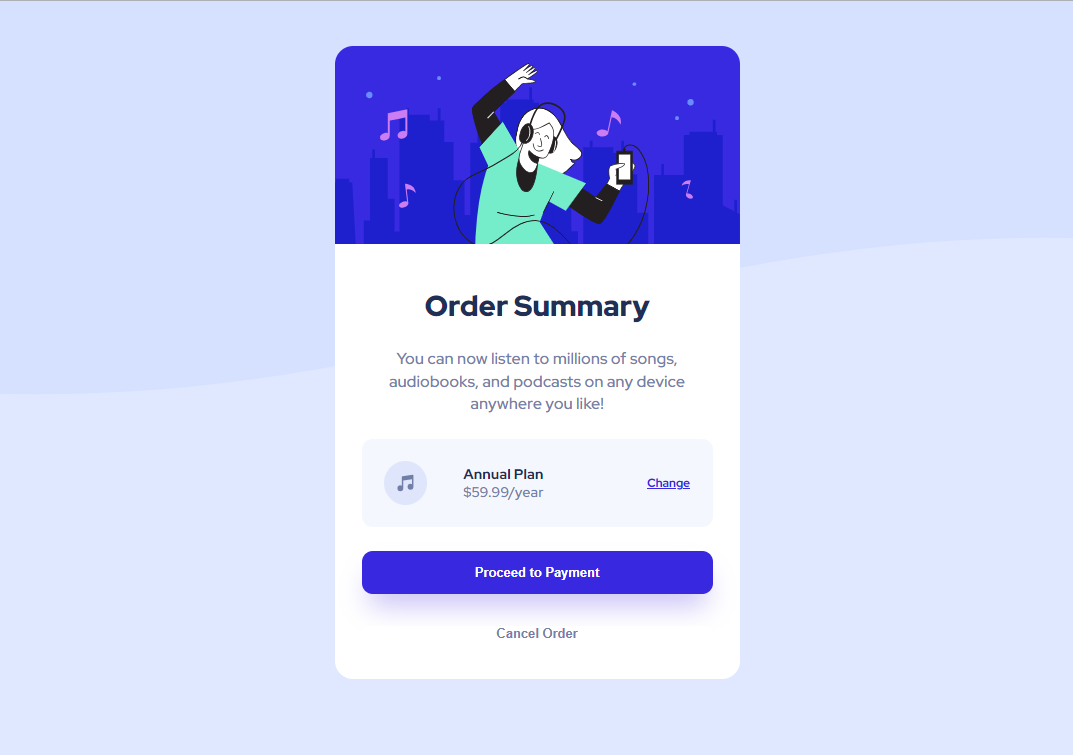 Order Summary
You can now listen to millions of songs,
audiobooks, and podcasts on any device
anywhere you like!
Annual Plan
$59.99/year
Change
Proceed to Payment
Cancel Order